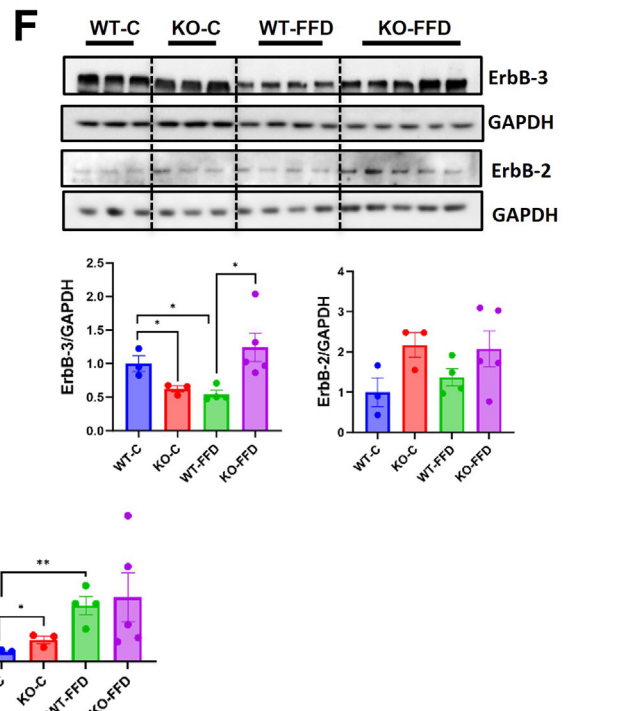 F
WT-C KO-C WT-FFD KO-FFD
ErbB-3
GAPDH
ErbB-2
GAPDH
ErbB-3/GAPDH
2.5
2.0
1.5
1.0
0.5
0.0
*
*
*
WT-C
KO-C
WT-FFD
KO-FFD
ErbB-2/GAPDH
4
3
2
1
0
WT-C
KO-C
WT-FFD
KO-FFD
**
*
C
KO-C
WT-FFD
KO-FFD